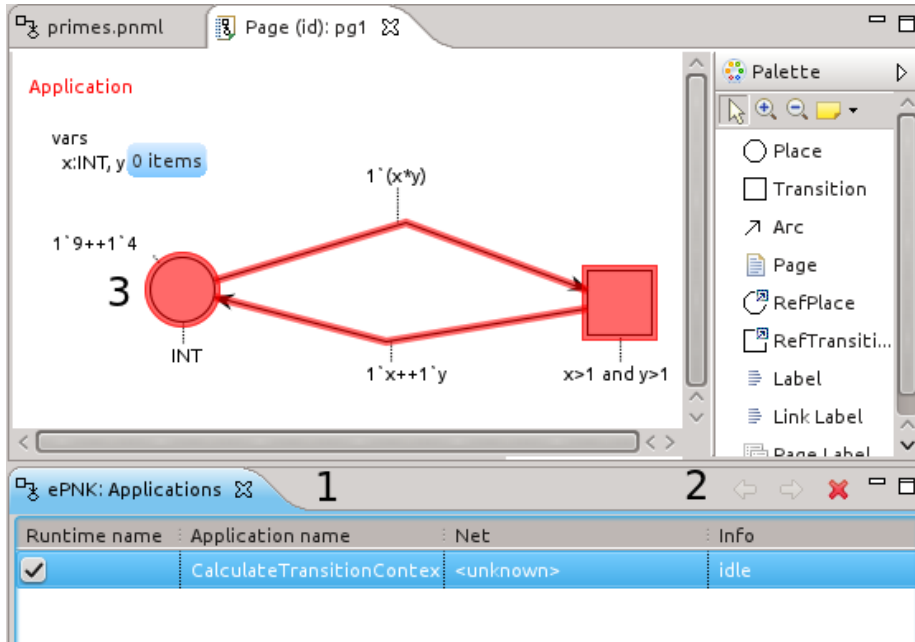 primes.pnml
Page (id): pg1
Application
vars
x:INT, y
0 items
1`(x*y)
1`9++1`4
3
INT
1`x++1`y
x>1 and y>1
Palette
Place
Transition
Arc
Page
RefPlace
RefTransiti...
Label
Link Label
Page Label
ePNK: Applications
1
2
Runtime name Application name Net Info
CalculateTransitionContex <unknown> idle